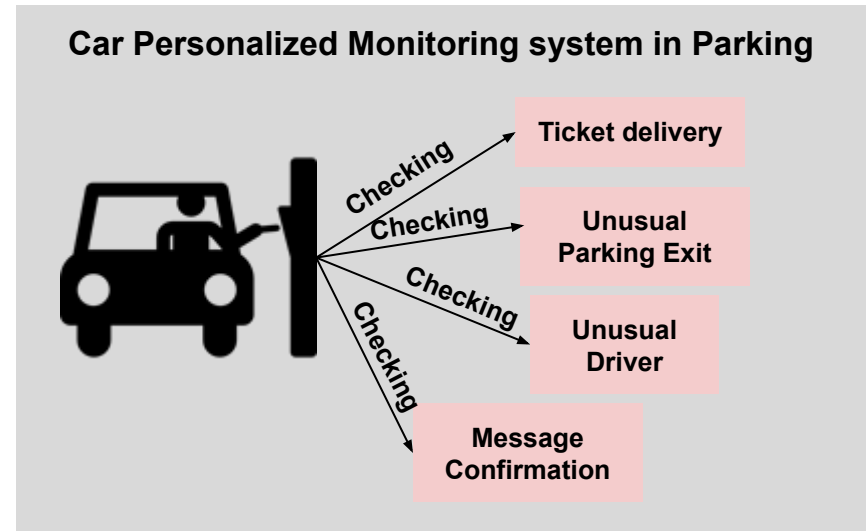 Car Personalized Monitoring system in Parking
Checking
Ticket delivery
Checking
Unusual
Parking Exit
Checking
Unusual
Driver
Checking
Message
Confirmation